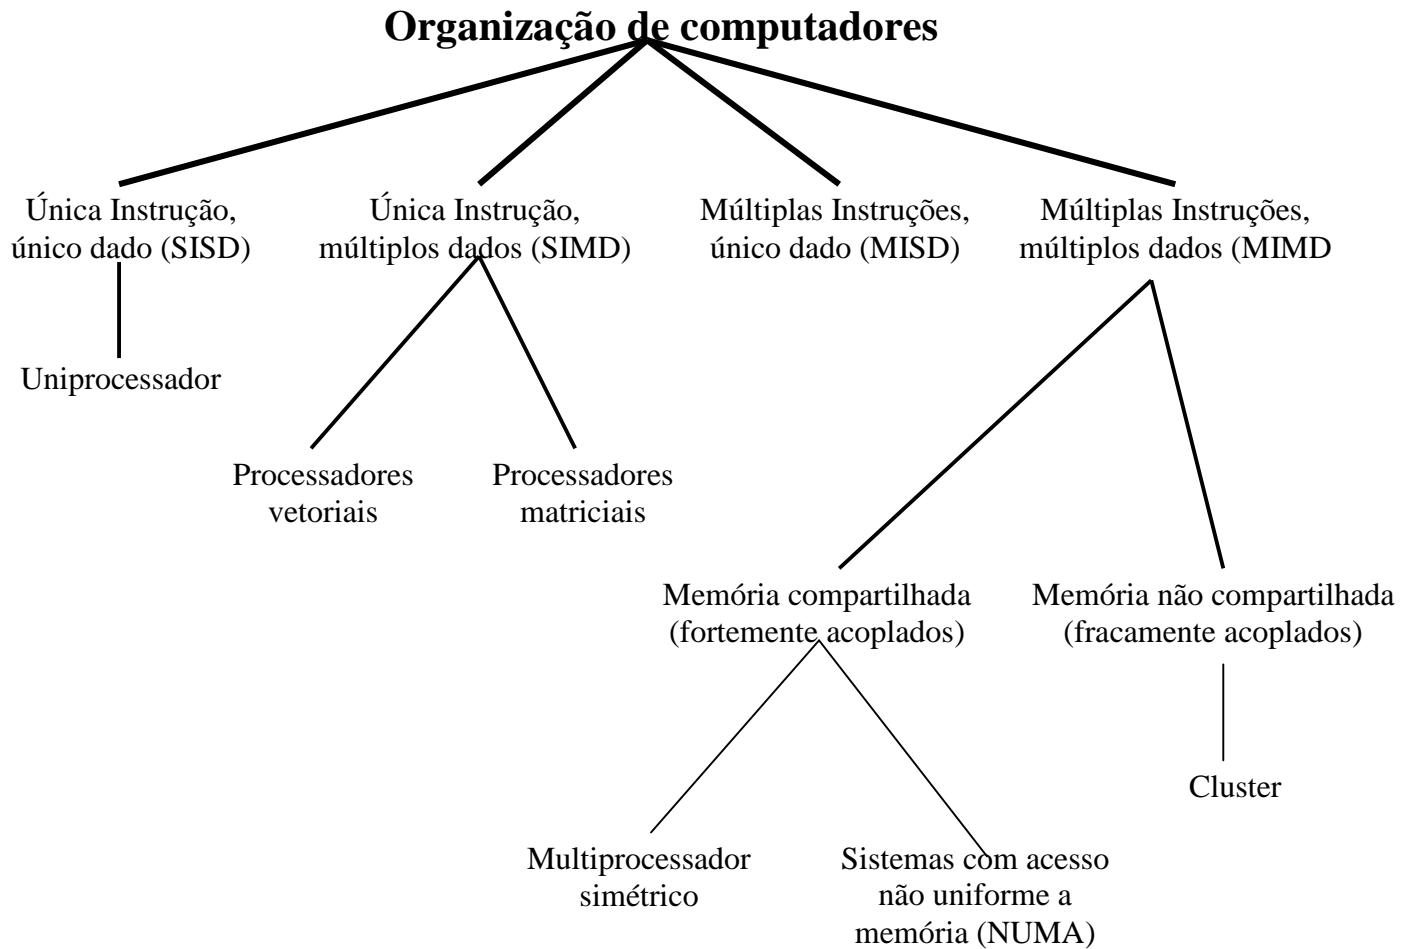 Organização de computadores
Única Instrução,
único dado (SISD)
Única Instrução,
múltiplos dados (SIMD)
Múltiplas Instruções,
único dado (MISD)
Múltiplas Instruções,
múltiplos dados (MIMD
Uniprocessador
Processadores
vetoriais
Processadores
matriciais
Memória compartilhada
(fortemente acoplados)
Memória não compartilhada
(fracamente acoplados)
Cluster
Multiprocessador
simétrico
Sistemas com acesso
não uniforme a
memória (NUMA)